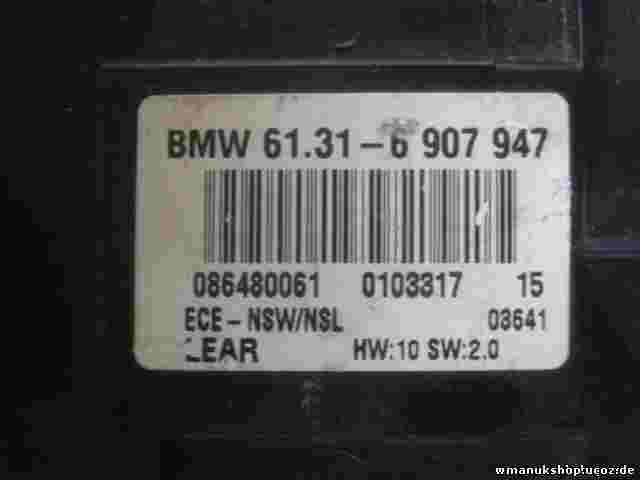 BMW 61.31-6 907 947
086480061 0103317 15
ECE-NSW/NSL 03641
LEAR HW:10 SW:2.0
wmanukshop.ucoz.de